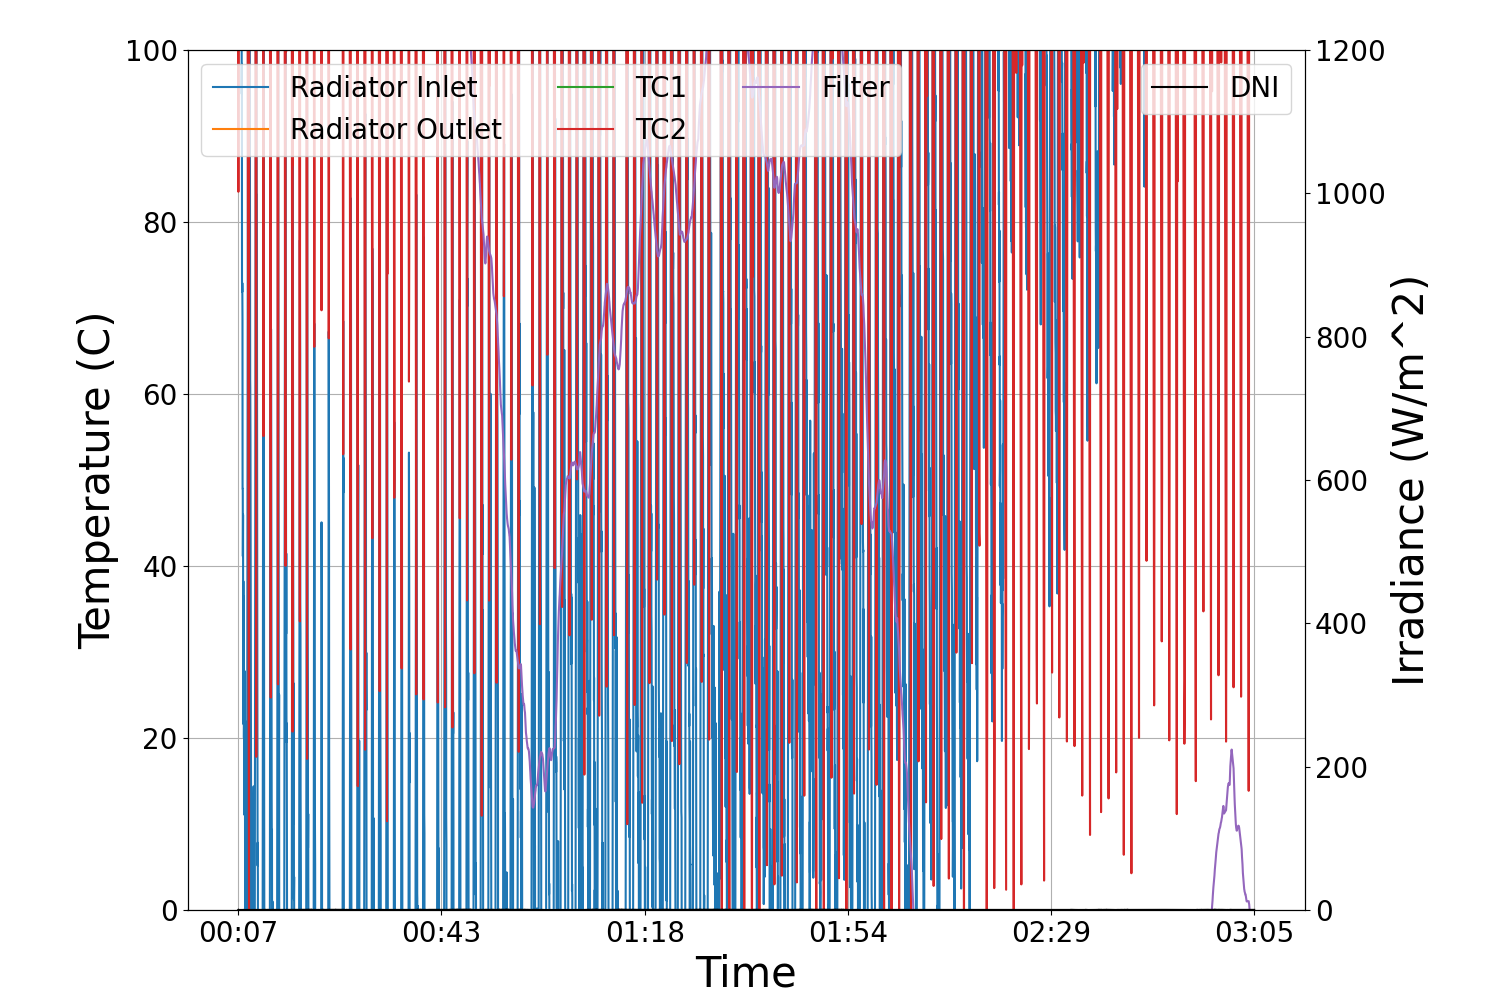 100
80
60
40
20
0
Temperature (C)
Radiator Inlet
Radiator Outlet
TC1
TC2
Filter
DNI
1200
1000
800
600
400
200
0
Irradiance (W/m^2)
00:07 00:43 01:18 01:54 02:29 03:05
Time